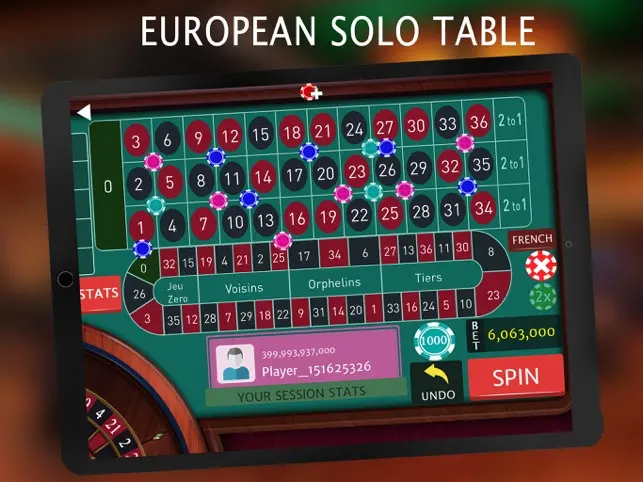 EUROPEAN SOLO TABLE
3 6 9 12 15 18 21 24 27 30 33 36 2 to 1
0
2 5 8 11 14 17 20 23 26 29 32 35 2 to 1
1 4 7 10 13 16 19 22 25 28 31 34 2 to 1
FRENCH
0 32 15 19 4 21 2 25 17 34 6 27 13 36 11 30 8
STATS
26 Jeu Zero Voisins Orphelins Tiers
3 35 12 28 7 29 18 22 9 31 14 20 1 33 16 24 5 10 23
2x
399,993,937,000
Player_151625326
1000
BET 6,063,000
YOUR SESSION STATS
UNDO
SPIN
4 21 2